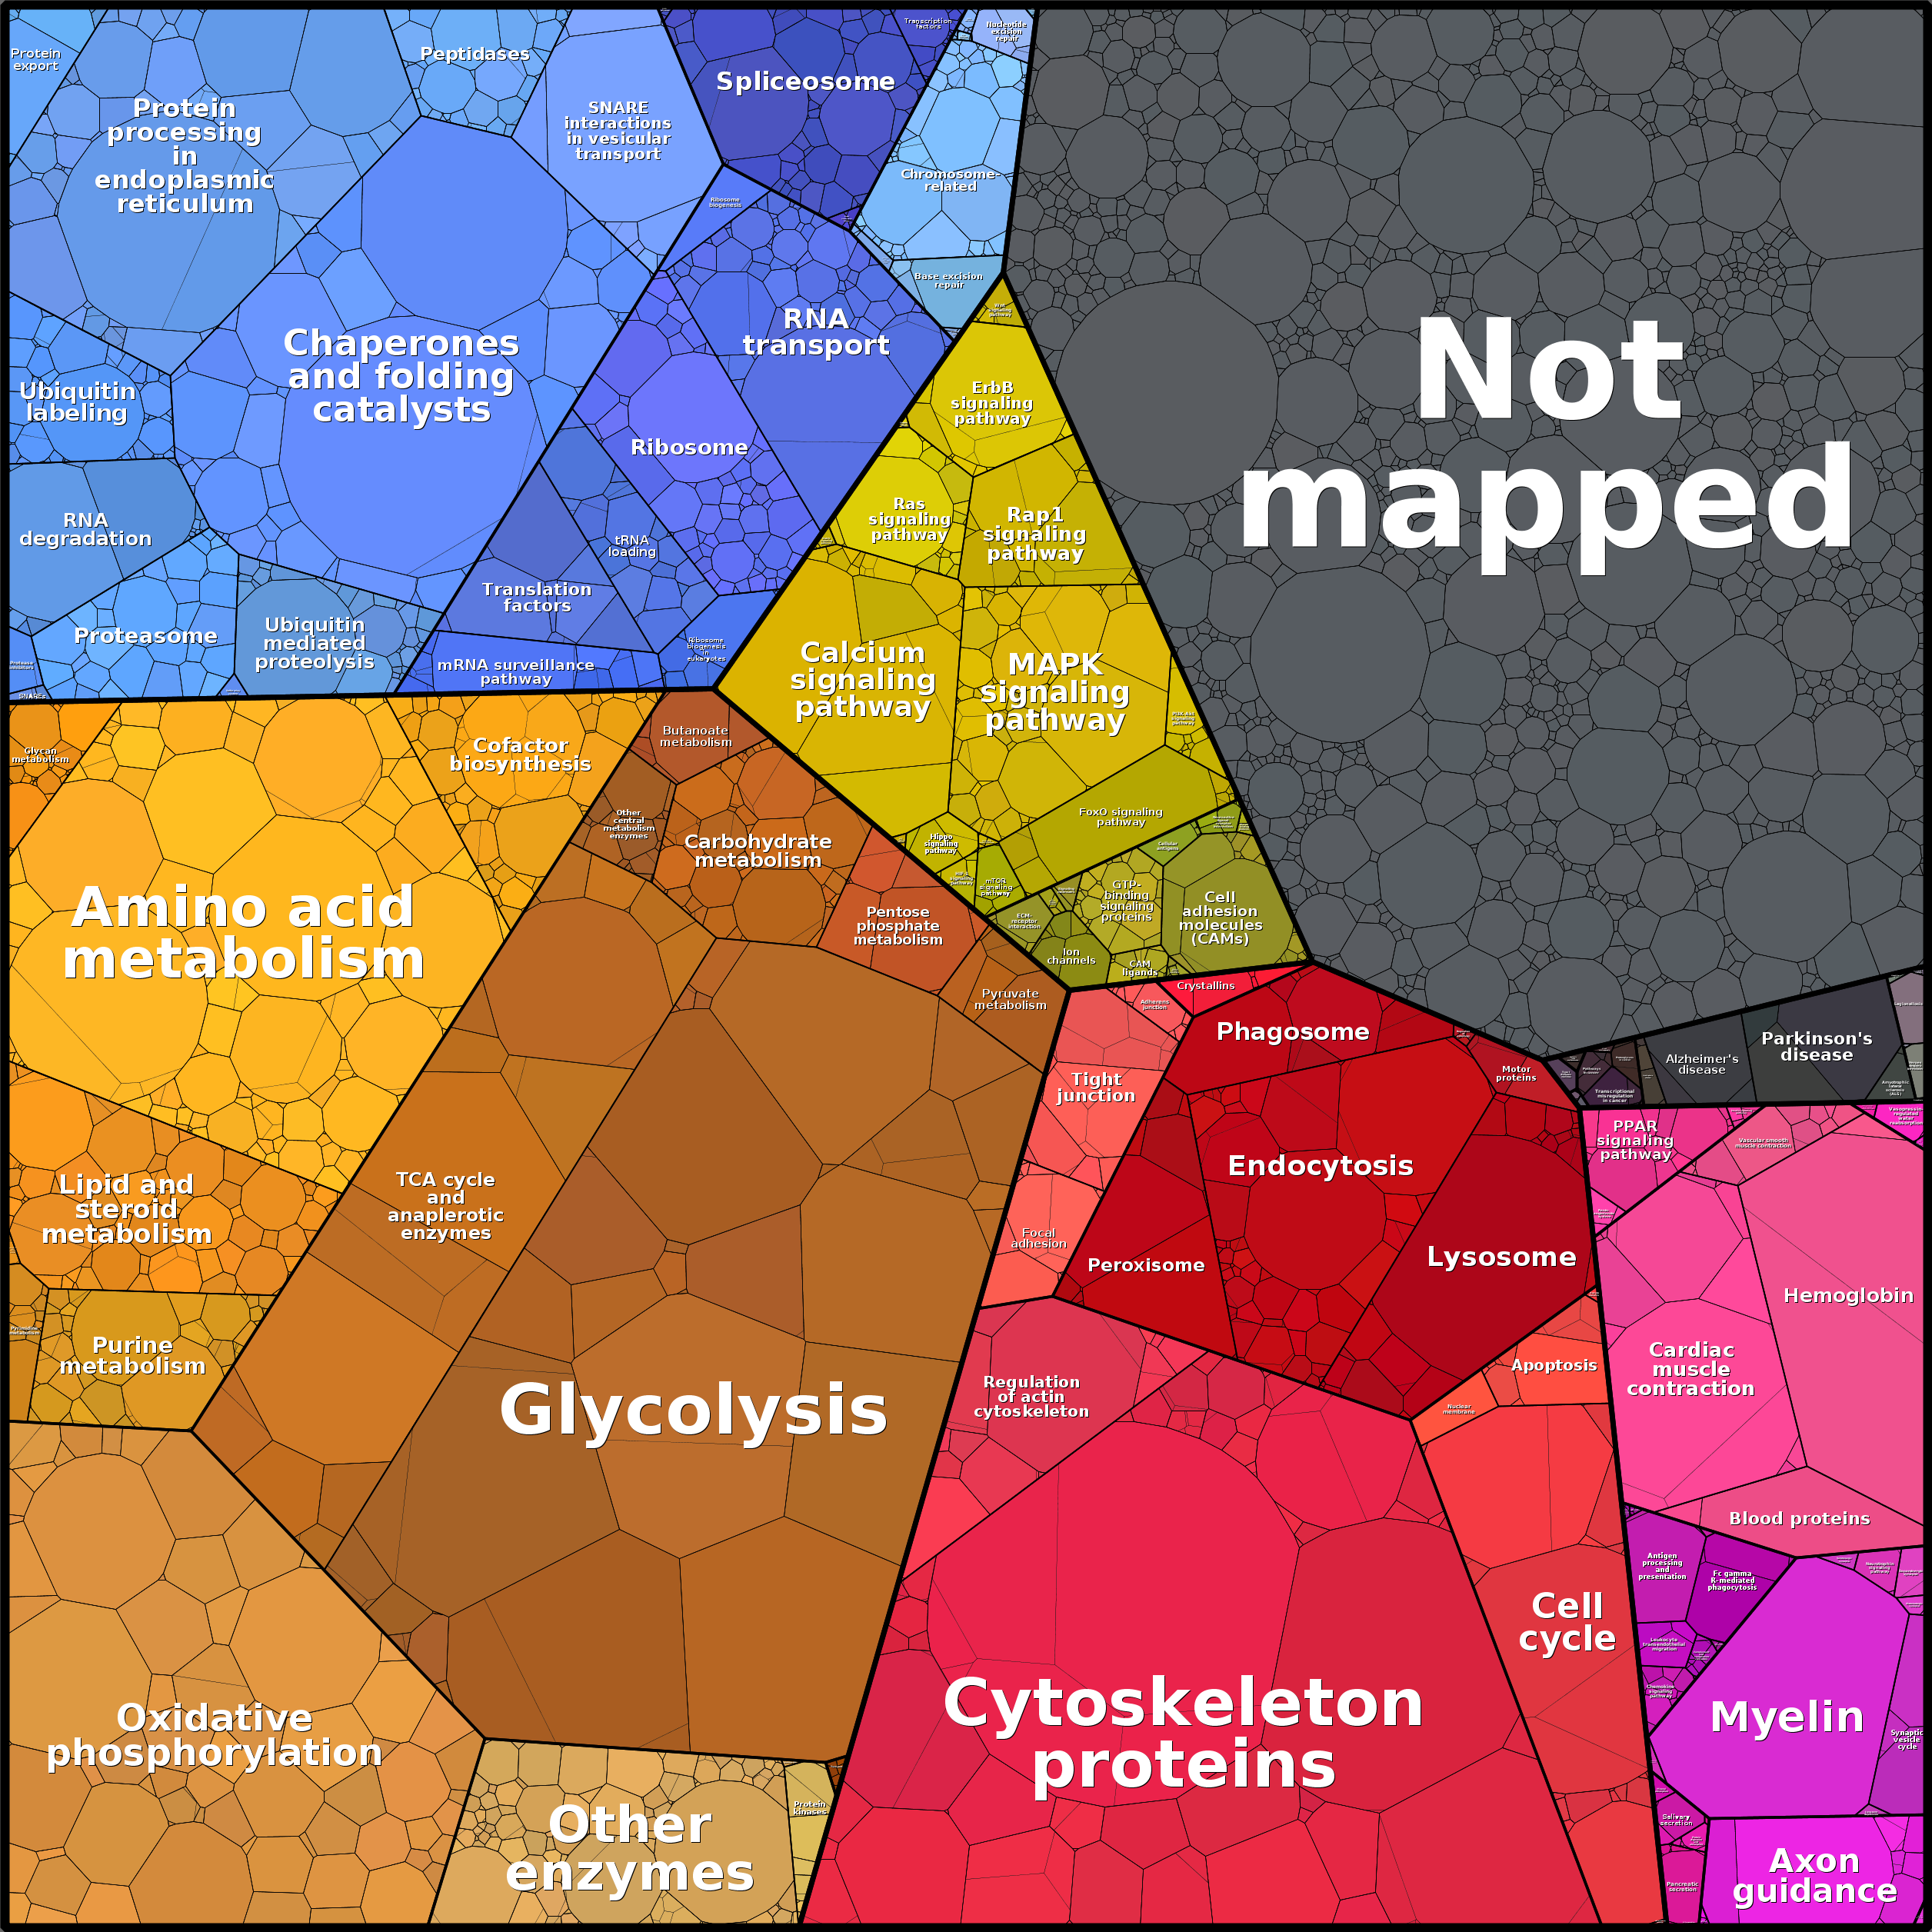 Protein
export
Protein
processing
in
endoplasmic
reticulum
Peptidases
SNARE
interactions
in vesicular
transport
Spliceosome
Transcription
factors
Nucleotide
excision
repair
Chromosome-
related
Base excision
repair
Ribosome
biogenesis
RNA
transport
Chaperones
and folding
catalysts
Ubiquitin
labeling
RNA
degradation
Proteasome
Ubiquitin
mediated
proteolysis
Ribosome
tRNA
loading
Translation
factors
mRNA surveillance
pathway
Ribosome
biogenesis
in
eukaryotes
Not
mapped
ErbB
signaling
pathway
Ras
signaling
pathway
Rap1
signaling
pathway
Calcium
signaling
pathway
MAPK
signaling
pathway
FoxO signaling
pathway
Hippo
signaling
pathway
mTOR
signaling
pathway
Cellular
antigens
GTP-
binding
signaling
proteins
Cell
adhesion
molecules
(CAMs)
ECM-
receptor
interaction
Ion
channels
CAM
ligands
Glycan
metabolism
Cofactor
biosynthesis
Butanoate
metabolism
Other
central
metabolism
enzymes
Carbohydrate
metabolism
Pentose
phosphate
metabolism
Pyruvate
metabolism
Amino acid
metabolism
Lipid and
steroid
metabolism
TCA cycle
and
anaplerotic
enzymes
Purine
metabolism
Glycolysis
Oxidative
phosphorylation
Other
enzymes
Protein
kinases
Crystallins
Adherens
junction
Phagosome
Tight
junction
Motor
proteins
Endocytosis
Focal
adhesion
Peroxisome
Lysosome
Regulation
of actin
cytoskeleton
Apoptosis
Nuclear
membrane
Cytoskeleton
proteins
Cell
cycle
Alzheimer's
disease
Parkinson's
disease
Transcriptional
misregulation
in cancer
Amyotrophic
lateral
sclerosis
(ALS)
PPAR
signaling
pathway
Vascular smooth
muscle contraction
Vasopressin-
regulated
water
reabsorption
Hemoglobin
Cardiac
muscle
contraction
Blood proteins
Antigen
processing
and
presentation
Fc gamma
R-mediated
phagocytosis
Leukocyte
transendothelial
migration
Chemokine
signaling
pathway
Myelin
Synaptic
vesicle
cycle
Salivary
secretion
Pancreatic
secretion
Axon
guidance